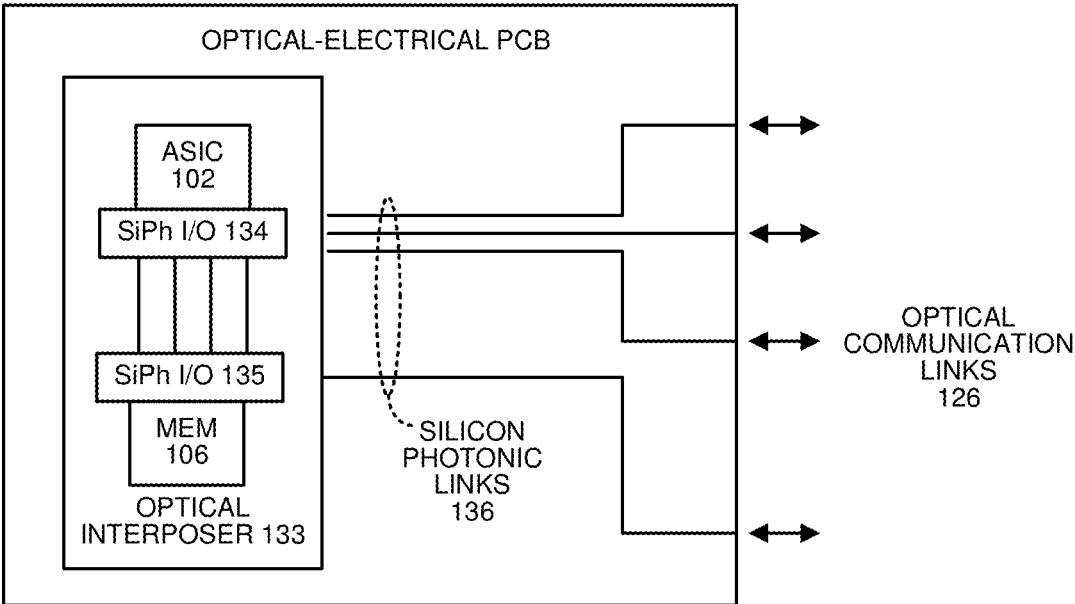 OPTICAL-ELECTRICAL PCB
ASIC
102
SiPh I/O 134
SiPh I/O 135
MEM
106
OPTICAL
INTERPOSER 133
SILICON
PHOTONIC
LINKS
136
OPTICAL
COMMUNICATION
LINKS
126